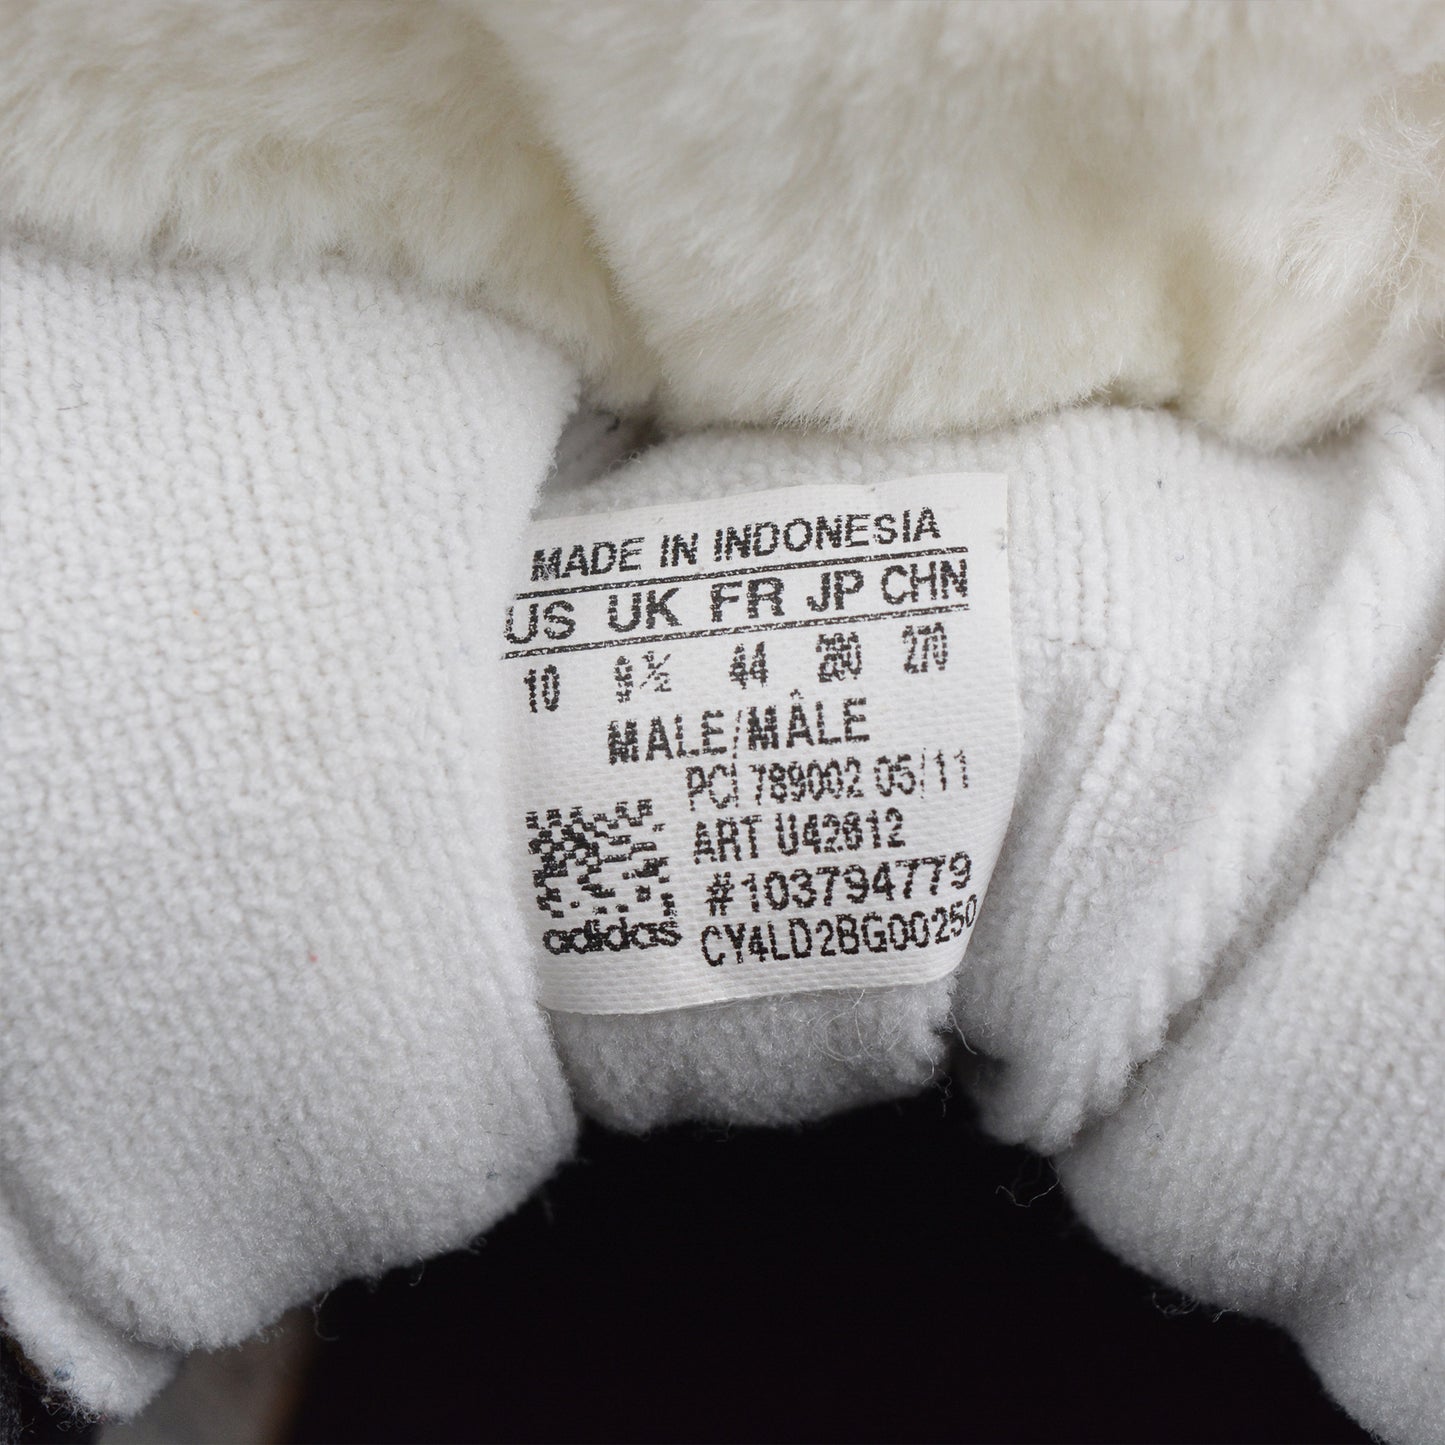 MADE IN INDONESIA
US UK FR JP CHN
10 9½ 44 280 270
MALE/MÂLE
PCI 789002 05/11
ART U42812
#103794779
adidas CY4LD2BG00250